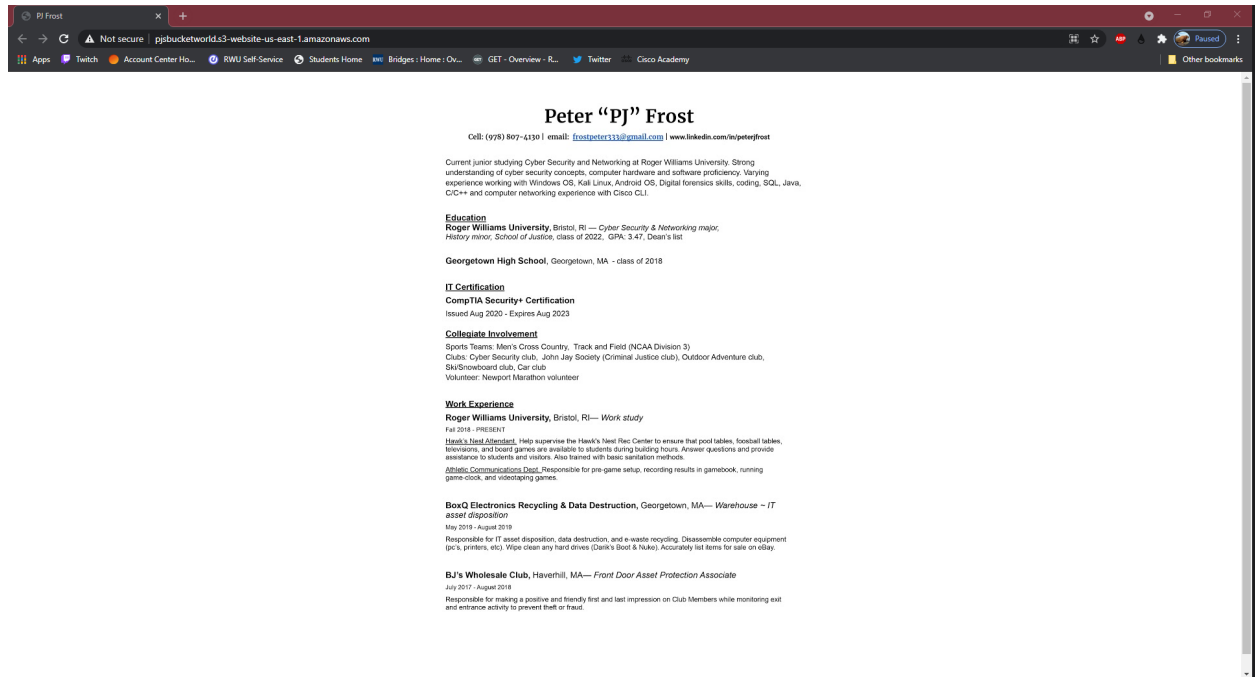 PJ Frost
Not secure | pjsbucketworld.s3-website-us-east-1.amazonaws.com
ABP
Paused
Apps Twitch Account Center Ho... RWU Self-Service Students Home RWU Bridges : Home : Ov... GET - Overview - R... Twitter Cisco Academy Other bookmarks
Peter “PJ” Frost
Cell: (978) 807-4130 | email: frostpeter333@gmail.com | www.linkedin.com/in/peterjfrost
Current junior studying Cyber Security and Networking at Roger Williams University. Strong
understanding of cyber security concepts, computer hardware and software proficiency. Varying
experience working with Windows OS, Kali Linux, Android OS, Digital forensics skills, coding, SQL, Java,
C/C++ and computer networking experience with Cisco CLI.
Education
Roger Williams University, Bristol, RI — Cyber Security & Networking major,
History minor, School of Justice, class of 2022, GPA: 3.47, Dean's list
Georgetown High School, Georgetown, MA - class of 2018
IT Certification
CompTIA Security+ Certification
Issued Aug 2020 - Expires Aug 2023
Collegiate Involvement
Sports Teams: Men's Cross Country, Track and Field (NCAA Division 3)
Clubs: Cyber Security club, John Jay Society (Criminal Justice club), Outdoor Adventure club,
Ski/Snowboard club, Car club
Volunteer: Newport Marathon volunteer
Work Experience
Roger Williams University, Bristol, RI— Work study
Fall 2018 - PRESENT
Hawk's Nest Attendant. Help supervise the Hawk's Nest Rec Center to ensure that pool tables, foosball tables,
televisions, and board games are available to students during building hours. Answer questions and provide
assistance to students and visitors. Also trained with basic sanitation methods.
Athletic Communications Dept. Responsible for pre-game setup, recording results in gamebook, running
game-clock, and videotaping games.
BoxQ Electronics Recycling & Data Destruction, Georgetown, MA— Warehouse ~ IT
asset disposition
May 2019 - August 2019
Responsible for IT asset disposition, data destruction, and e-waste recycling. Disassemble computer equipment
(pc's, printers, etc). Wipe clean any hard drives (Darik's Boot & Nuke). Accurately list items for sale on eBay.
BJ's Wholesale Club, Haverhill, MA— Front Door Asset Protection Associate
July 2017 - August 2018
Responsible for making a positive and friendly first and last impression on Club Members while monitoring exit
and entrance activity to prevent theft or fraud.